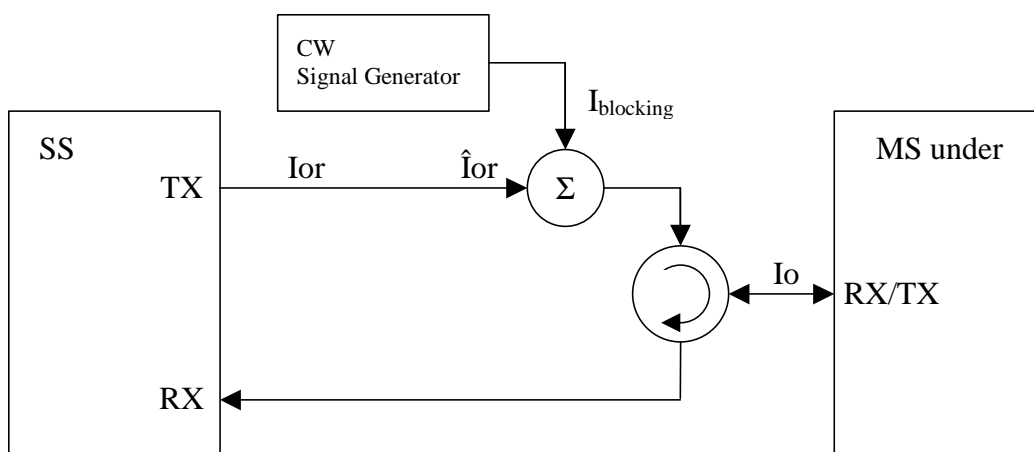 CW
Signal Generator
I_blocking
SS
MS under
TX
Ior
Îor
Σ
Io
RX/TX
RX